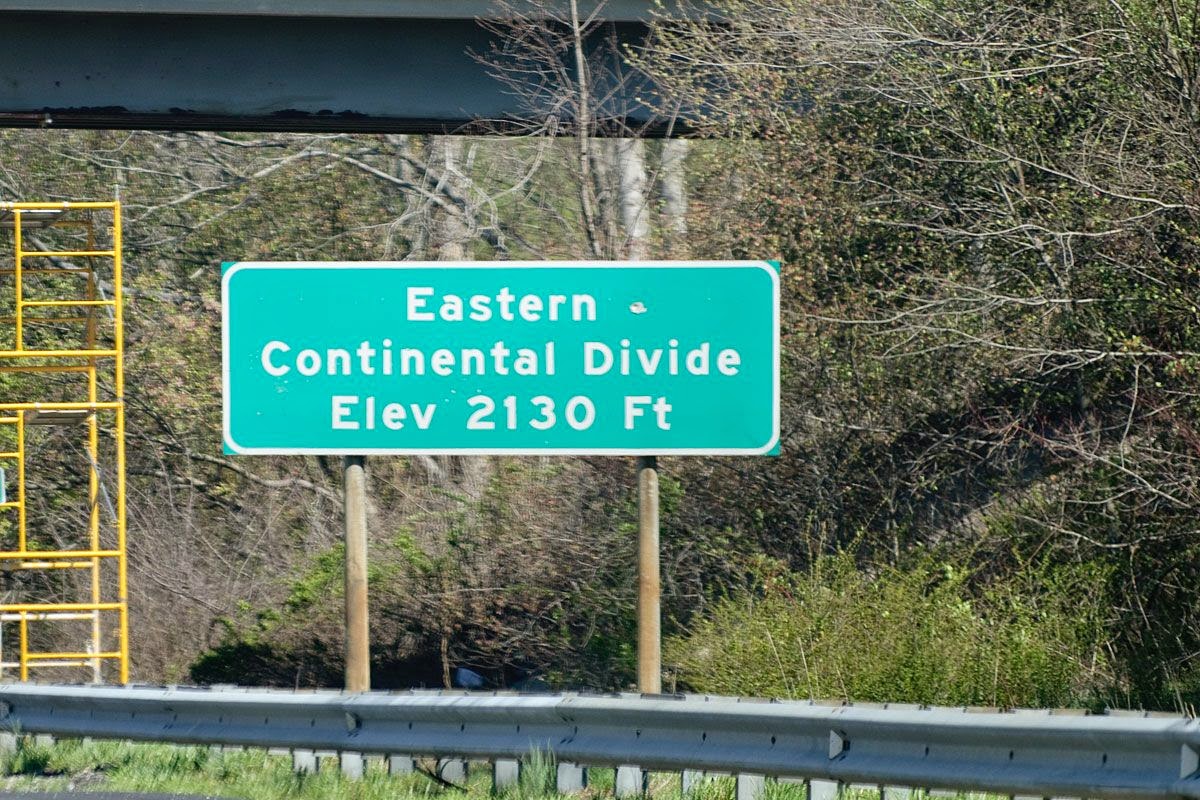 Eastern
Continental Divide
Elev 2130 Ft